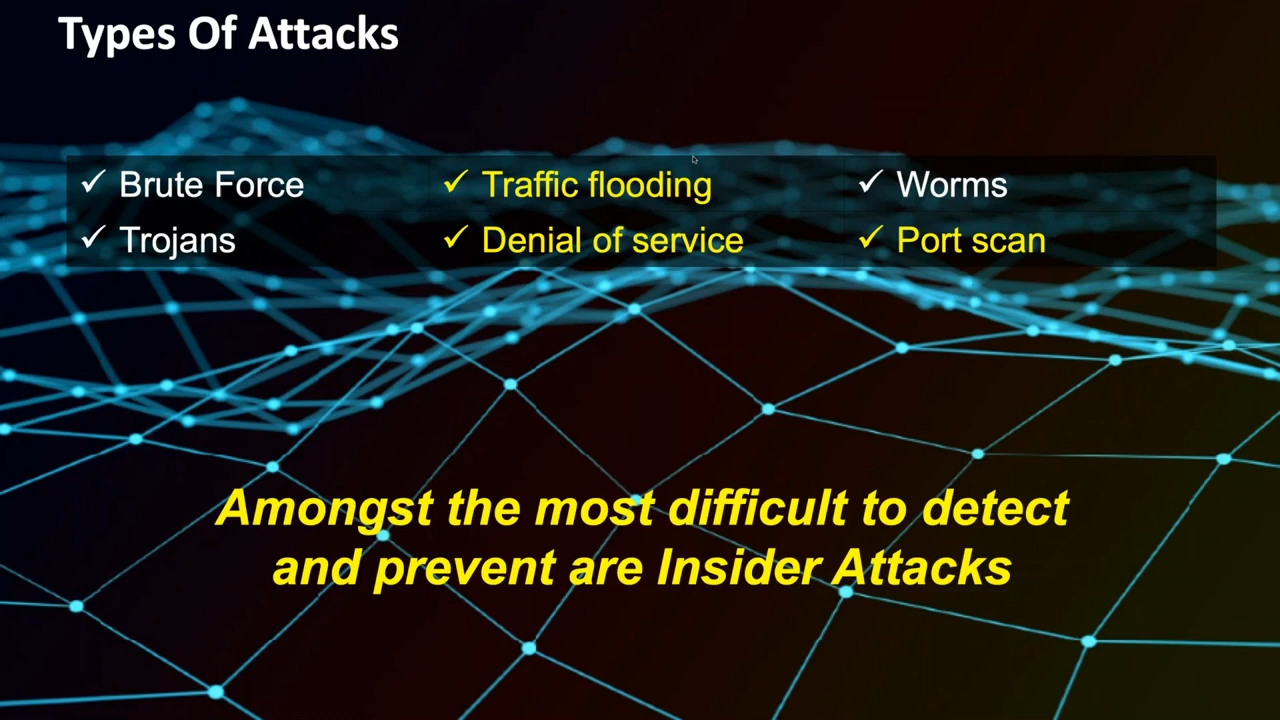 Types Of Attacks
✓ Brute Force
✓ Traffic flooding
✓ Worms
✓ Trojans
✓ Denial of service
✓ Port scan
Amongst the most difficult to detect
and prevent are Insider Attacks